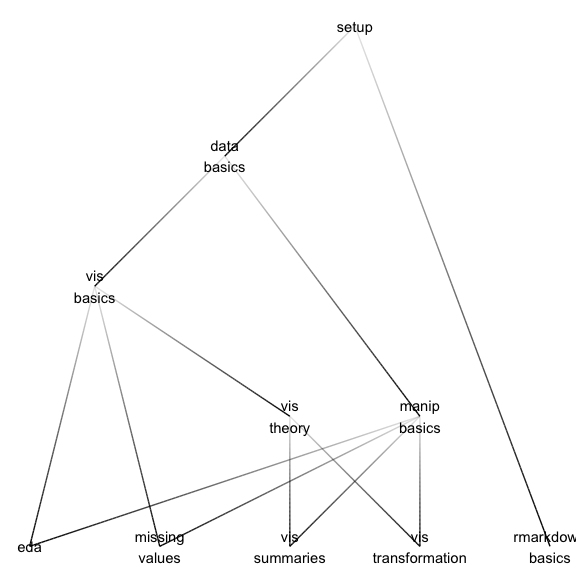 setup
data
basics
vis
basics
vis
theory
manip
basics
eda
missing
values
vis
summaries
vis
transformation
rmarkdow
basics